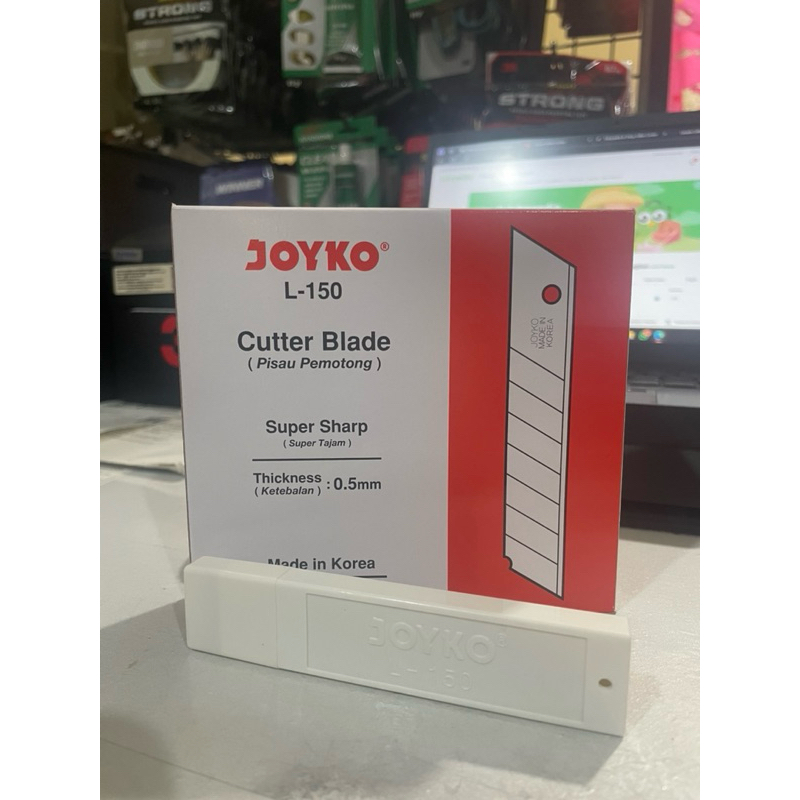 STRONG
STRONG
JOYKO
JOYKO®
L-150
Cutter Blade
( Pisau Pemotong )
Super Sharp
( Super Tajam )
Thickness : 0.5mm
( Ketebalan )
Made in Korea
JOYKO
MADE IN
KOREA
JOYKO®
L-150